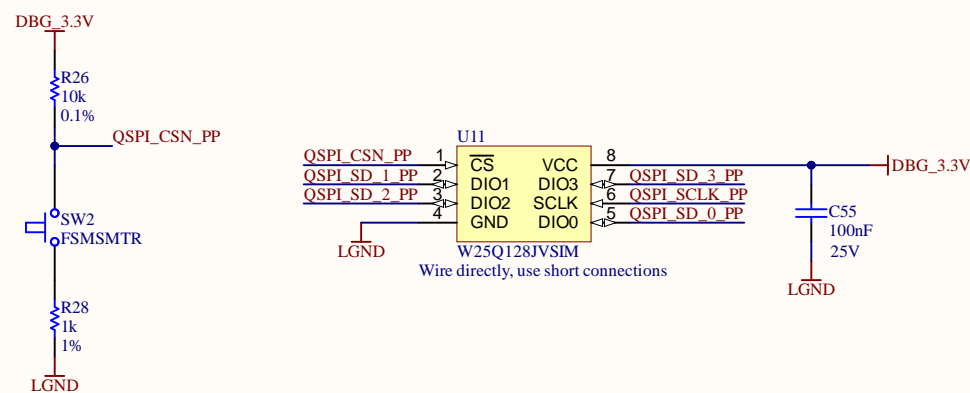 DBG_3.3V
R26
10k
0.1%
QSPI_CSN_PP
SW2
FSMSMTR
R28
1k
1%
LGND
U11
QSPI_CSN_PP 1 CS VCC 8 DBG_3.3V
QSPI_SD_1_PP 2 DIO1 DIO3 7 QSPI_SD_3_PP
QSPI_SD_2_PP 3 DIO2 SCLK 6 QSPI_SCLK_PP
4 GND DIO0 5 QSPI_SD_0_PP
LGND
W25Q128JVSIM
Wire directly, use short connections
C55
100nF
25V
LGND